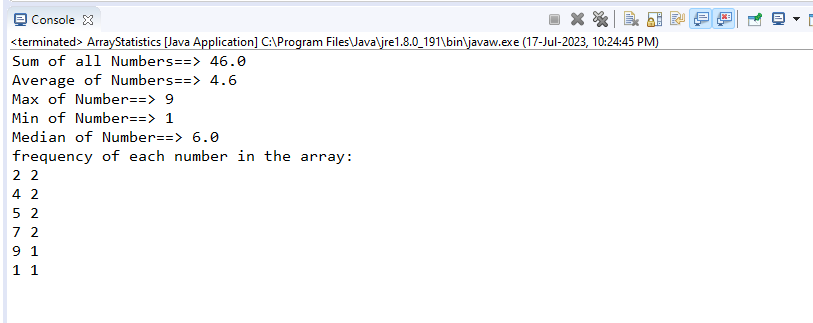 Console
<terminated> ArrayStatistics [Java Application] C:\Program Files\Java\jre1.8.0_191\bin\javaw.exe (17-Jul-2023, 10:24:45 PM)
Sum of all Numbers==> 46.0
Average of Numbers==> 4.6
Max of Number==> 9
Min of Number==> 1
Median of Number==> 6.0
frequency of each number in the array:
2 2
4 2
5 2
7 2
9 1
1 1